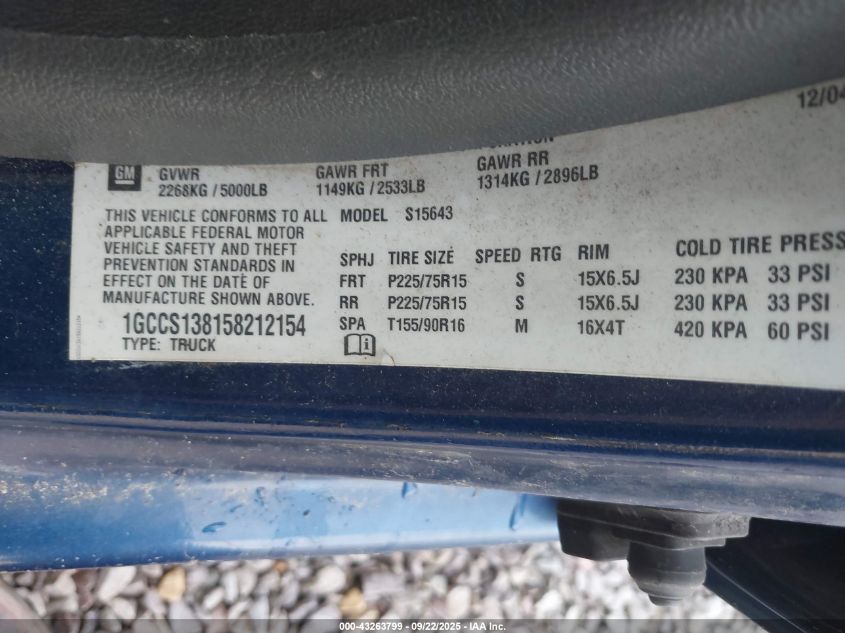 12/04
GM GVWR GAWR FRT GAWR RR
2268KG / 5000LB 1149KG / 2533LB 1314KG / 2896LB
THIS VEHICLE CONFORMS TO ALL MODEL S15643
APPLICABLE FEDERAL MOTOR
VEHICLE SAFETY AND THEFT
PREVENTION STANDARDS IN
EFFECT ON THE DATE OF
MANUFACTURE SHOWN ABOVE.
1GCCS138158212154
TYPE: TRUCK
SPHJ TIRE SIZE SPEED RTG RIM COLD TIRE PRESSU
FRT P225/75R15 S 15X6.5J 230 KPA 33 PSI
RR P225/75R15 S 15X6.5J 230 KPA 33 PSI
SPA T155/90R16 M 16X4T 420 KPA 60 PSI
000-43263799 - 09/22/2025 - IAA, Inc.